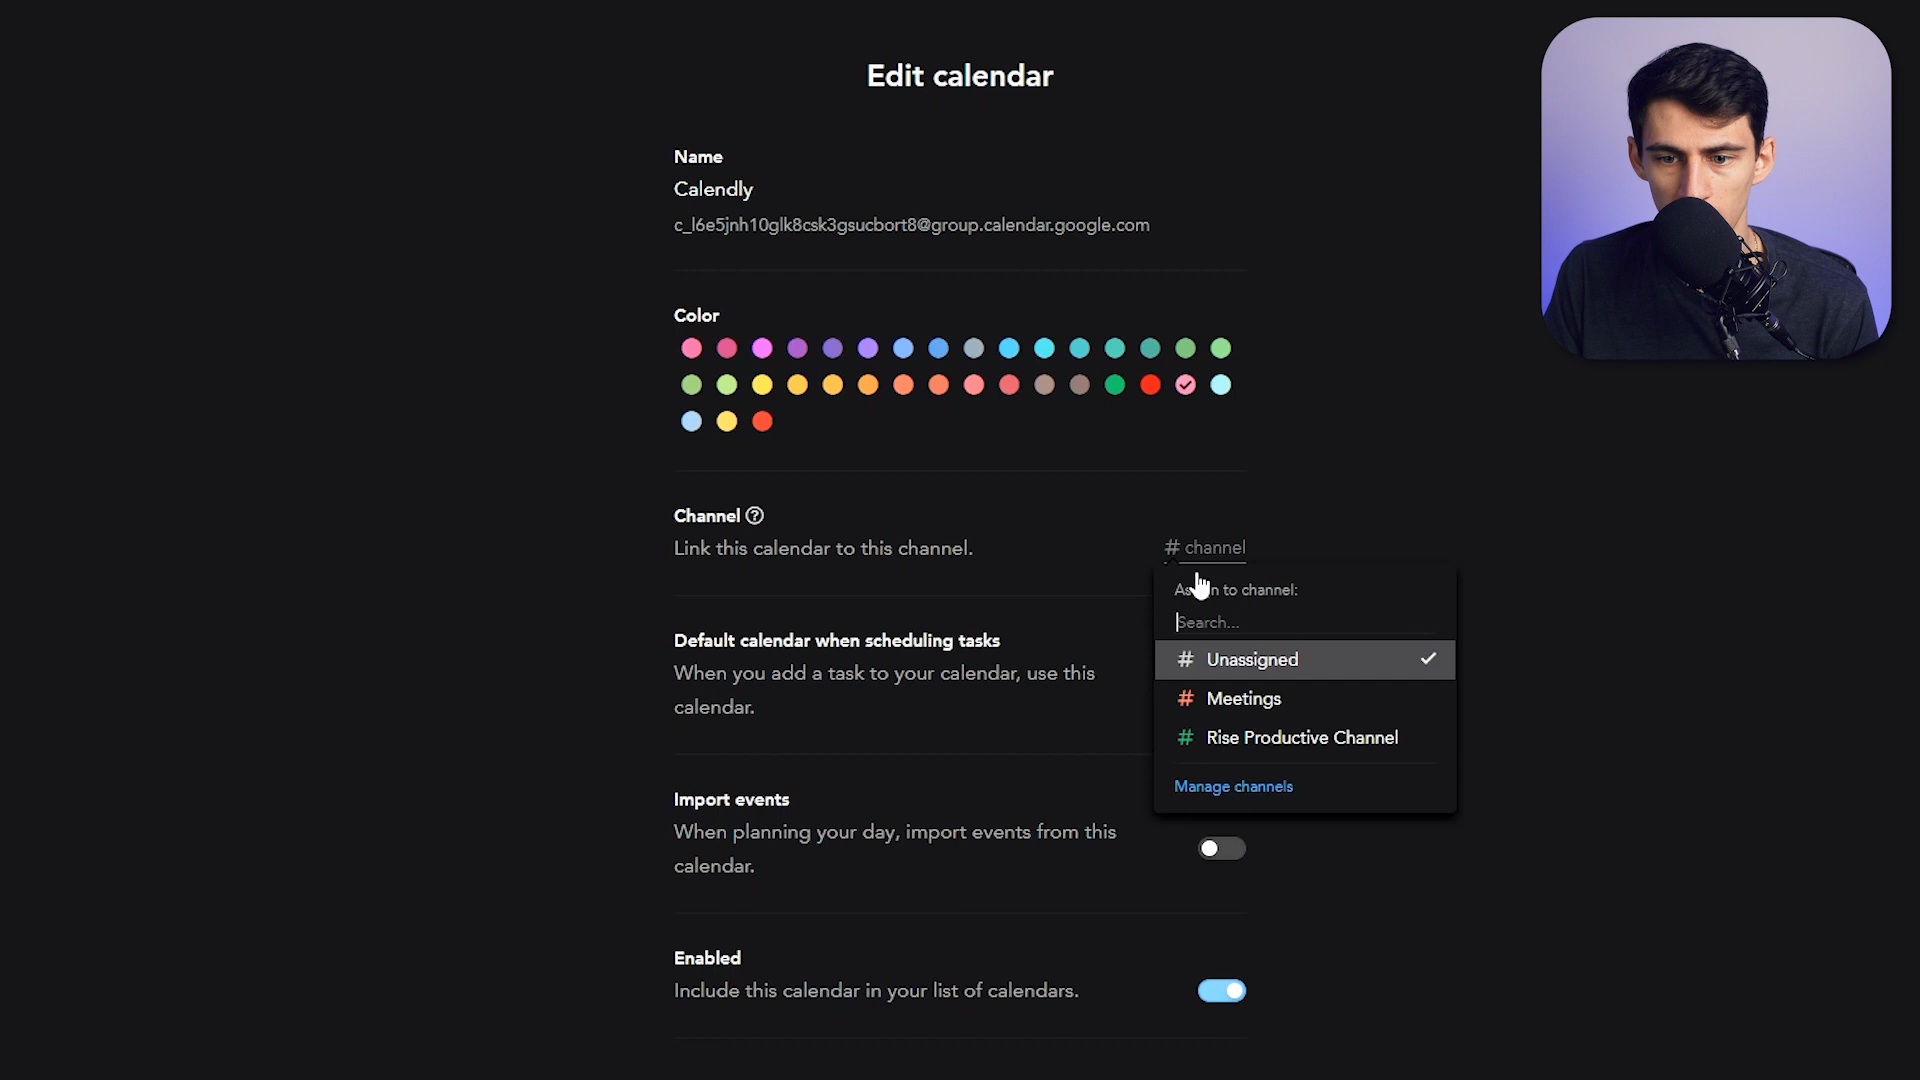 Edit calendar
Name
Calendly
c_l6e5jnh10glk8csk3gsucbort8@group.calendar.google.com
Color
Channel ?
Link this calendar to this channel.
# channel
to channel:
Search...
# Unassigned
# Meetings
# Rise Productive Channel
Manage channels
Default calendar when scheduling tasks
When you add a task to your calendar, use this
calendar.
Import events
When planning your day, import events from this
calendar.
Enabled
Include this calendar in your list of calendars.